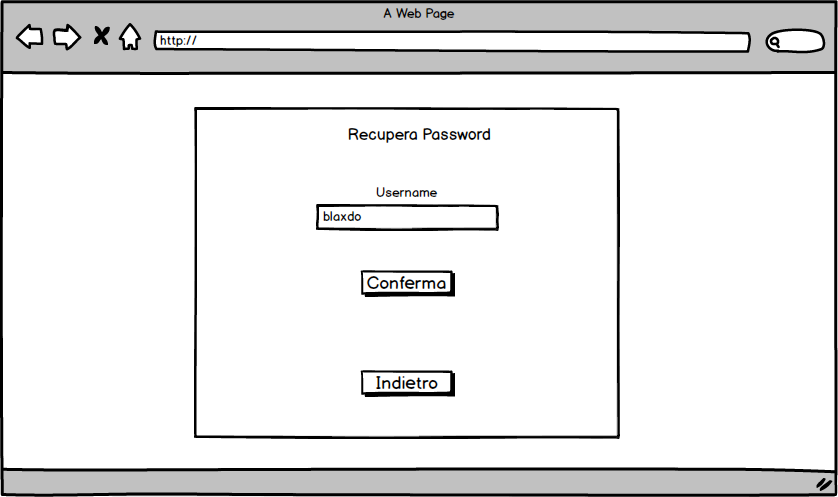 A Web Page
http://
Recupera Password
Username
blaxdo
Conferma
Indietro